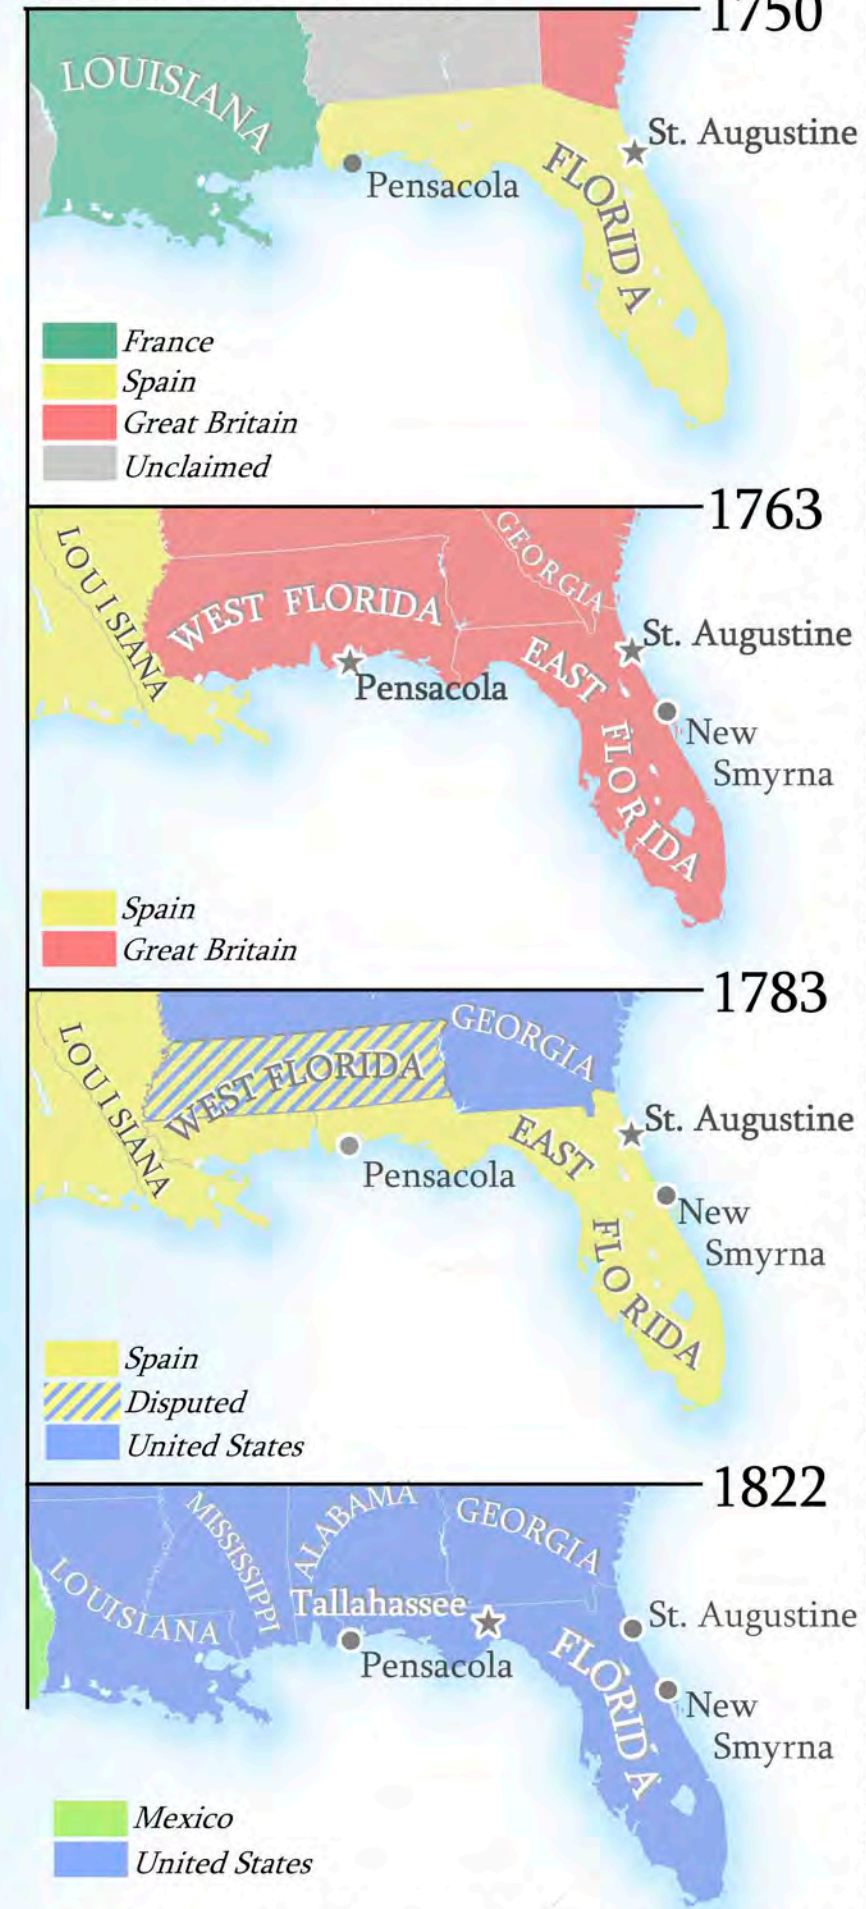 1750
LOUISIANA
St. Augustine
Pensacola
FLORIDA
France
Spain
Great Britain
Unclaimed
1763
LOUISIANA
GEORGIA
WEST FLORIDA
St. Augustine
EAST
Pensacola
FLORIDA
New
Smyrna
Spain
Great Britain
1783
LOUISIANA
GEORGIA
WEST FLORIDA
St. Augustine
EAST
Pensacola
New
Smyrna
FLORIDA
Spain
Disputed
United States
1822
MISSISSIPPI
ALABAMA
GEORGIA
LOUISIANA
Tallahassee
St. Augustine
Pensacola
FLORIDA
New
Smyrna
Mexico
United States